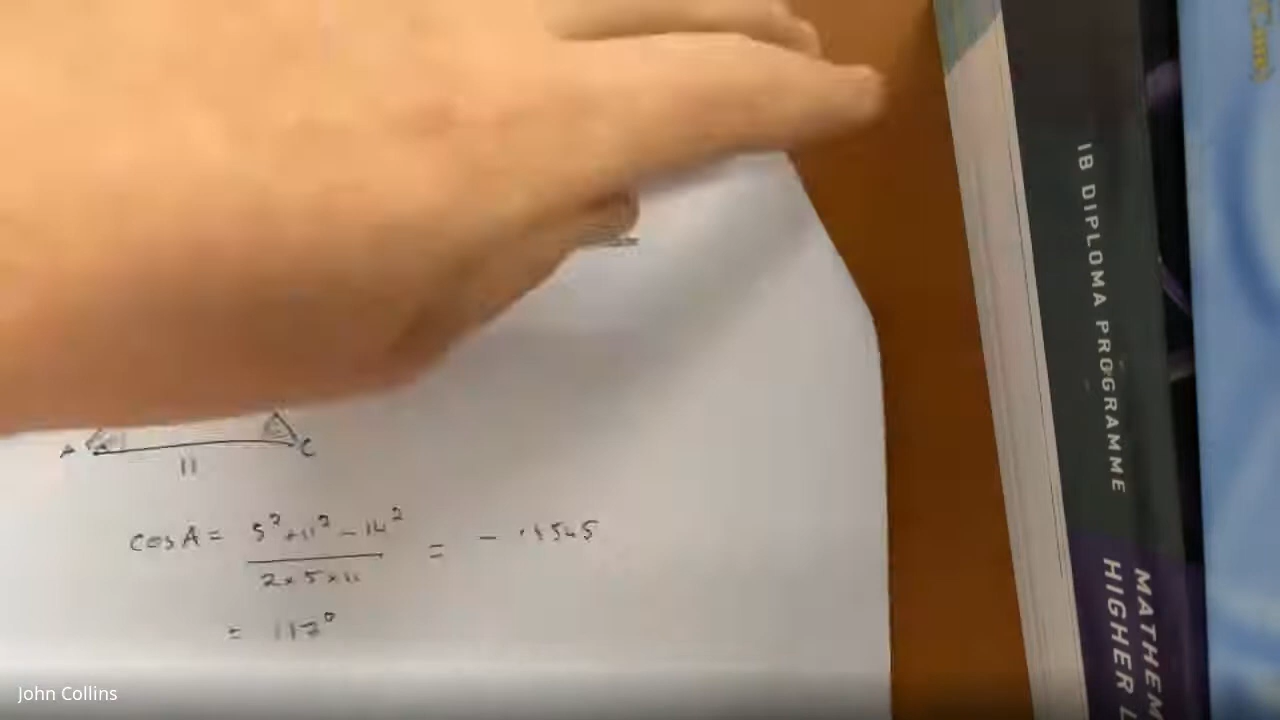 A C
11
cos A = 5² + 11² - 14² / 2 x 5 x 11 = - .4545
= 117°
IB DIPLOMA PROGRAMME
MATHEM
HIGHER L
John Collins